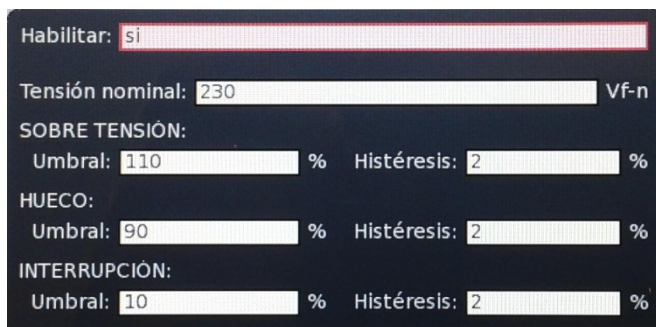 Habilitar: si
Tensión nominal: 230 Vf-n
SOBRE TENSIÓN:
Umbral: 110 % Histéresis: 2 %
HUECO:
Umbral: 90 % Histéresis: 2 %
INTERRUPCIÓN:
Umbral: 10 % Histéresis: 2 %